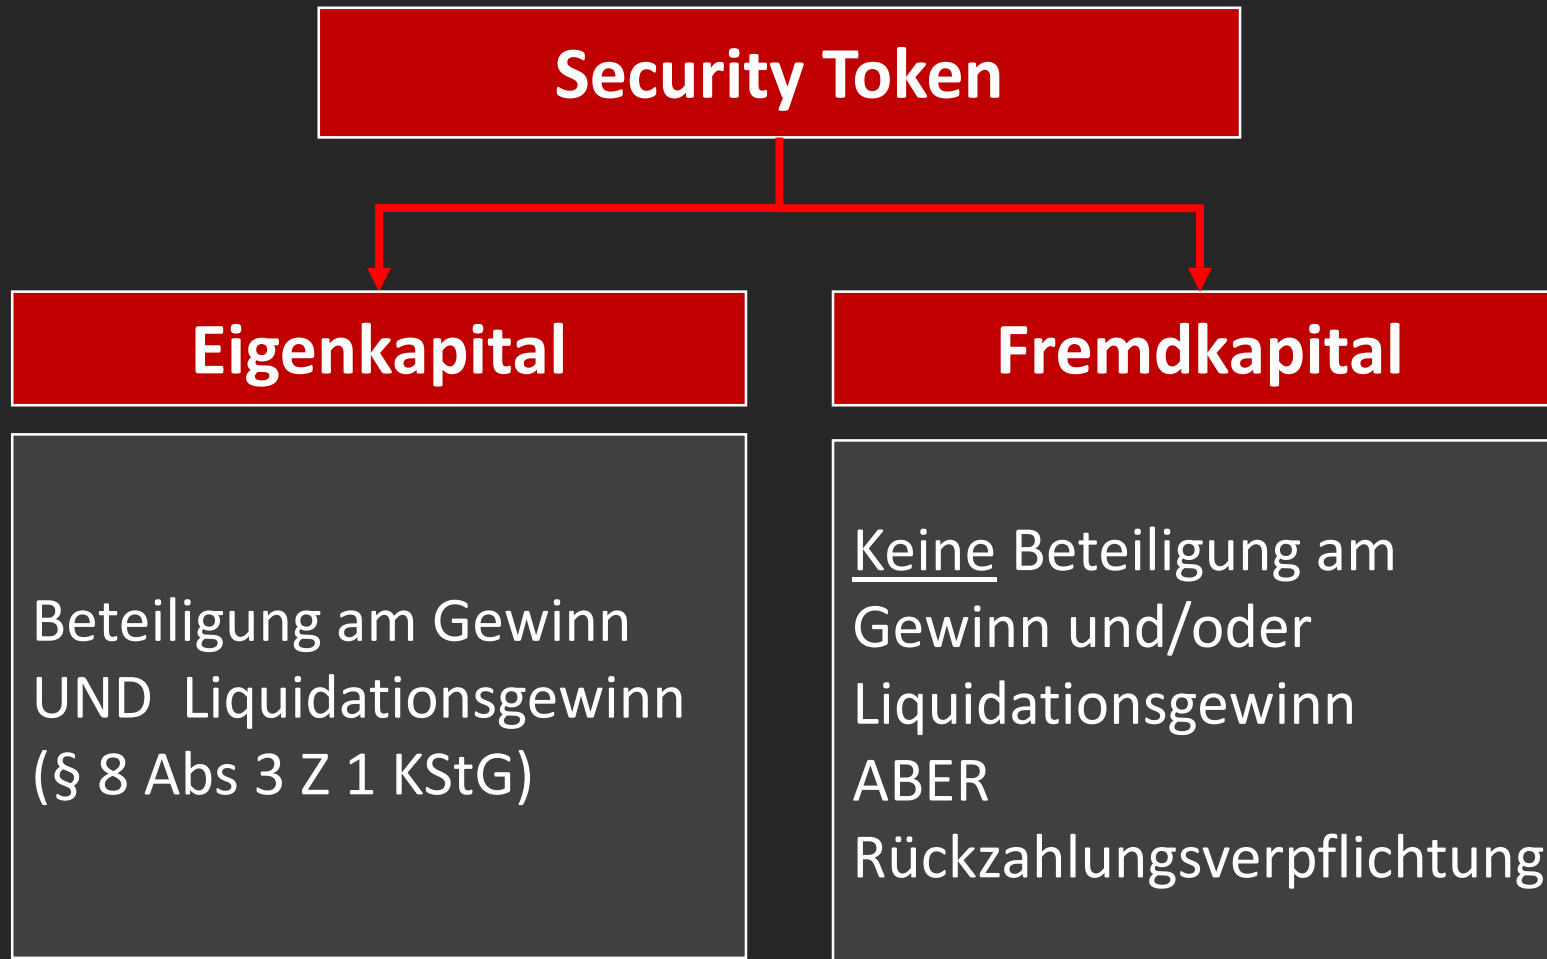 Security Token
Eigenkapital
Fremdkapital
Beteiligung am Gewinn
UND  Liquidationsgewinn
(§ 8 Abs 3 Z 1 KStG)
Keine Beteiligung am
Gewinn und/oder
Liquidationsgewinn
ABER
Rückzahlungsverpflichtung